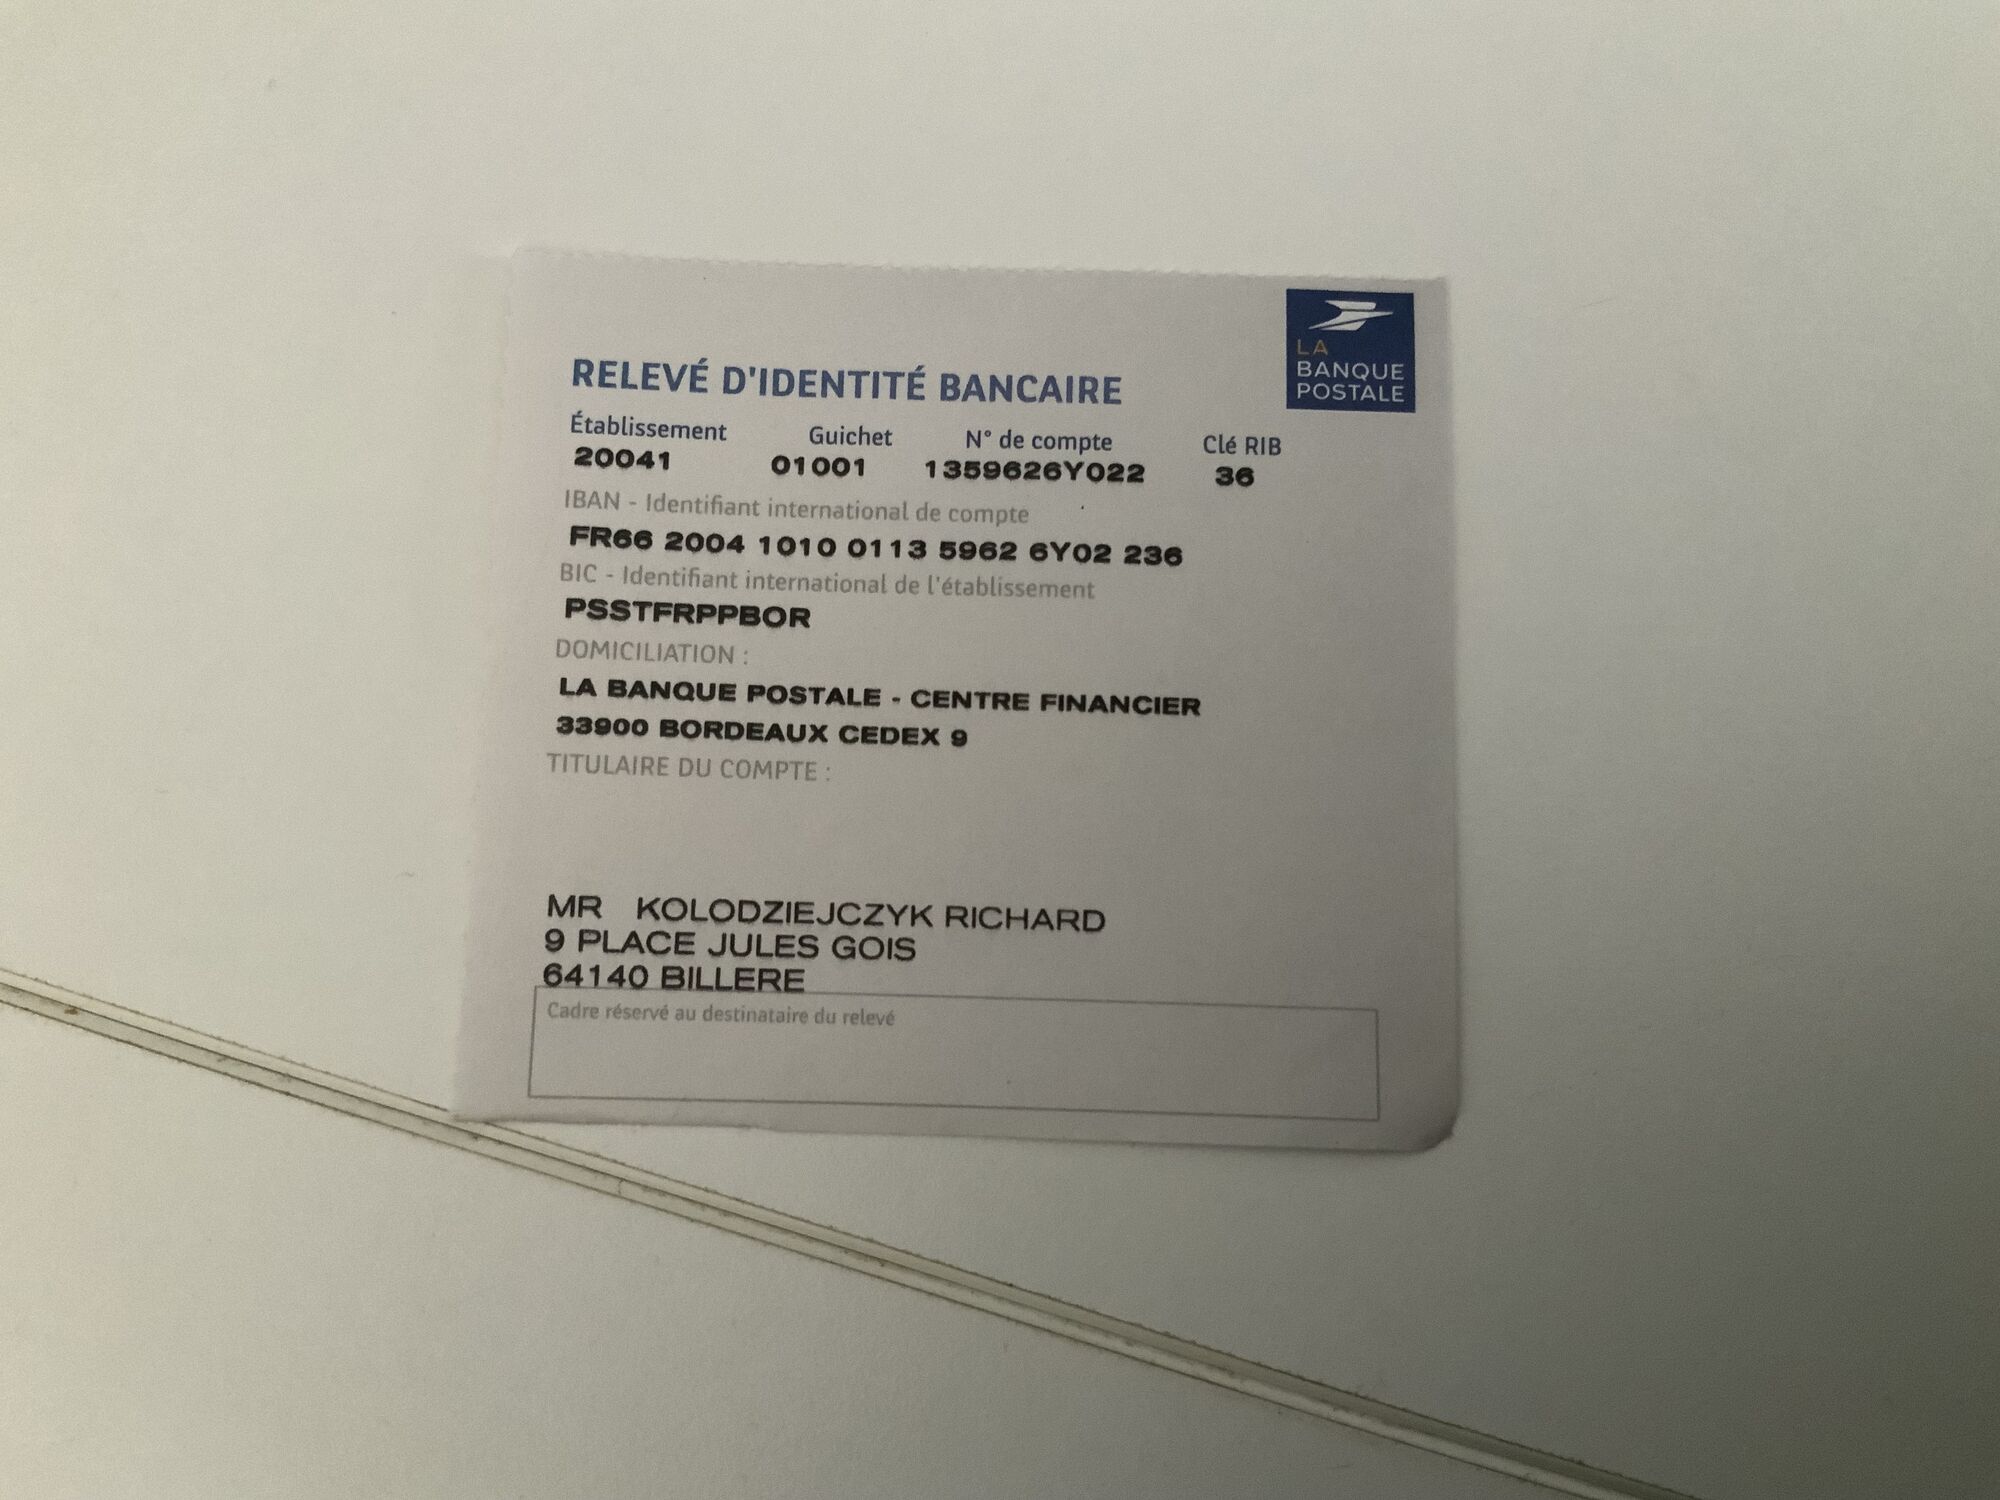 LA
BANQUE
POSTALE
RELEVÉ D'IDENTITÉ BANCAIRE
Établissement Guichet N° de compte Clé RIB
20041 01001 1359626Y022 36
IBAN - Identifiant international de compte
FR66 2004 1010 0113 5962 6Y02 236
BIC - Identifiant international de l'établissement
PSSTFRPPBOR
DOMICILIATION :
LA BANQUE POSTALE - CENTRE FINANCIER
33900 BORDEAUX CEDEX 9
TITULAIRE DU COMPTE :
MR KOLODZIEJCZYK RICHARD
9 PLACE JULES GOIS
64140 BILLERE
Cadre réservé au destinataire du relevé